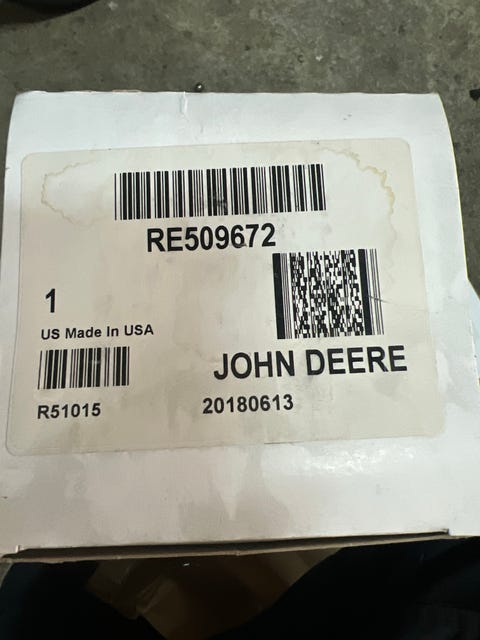 RE509672
1
US Made In USA
JOHN DEERE
R51015
20180613